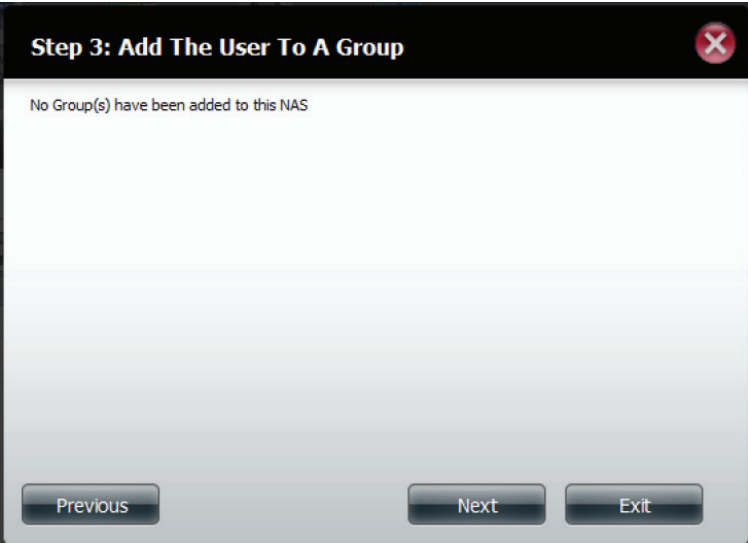 Step 3: Add The User To A Group
No Group(s) have been added to this NAS
Previous
Next
Exit